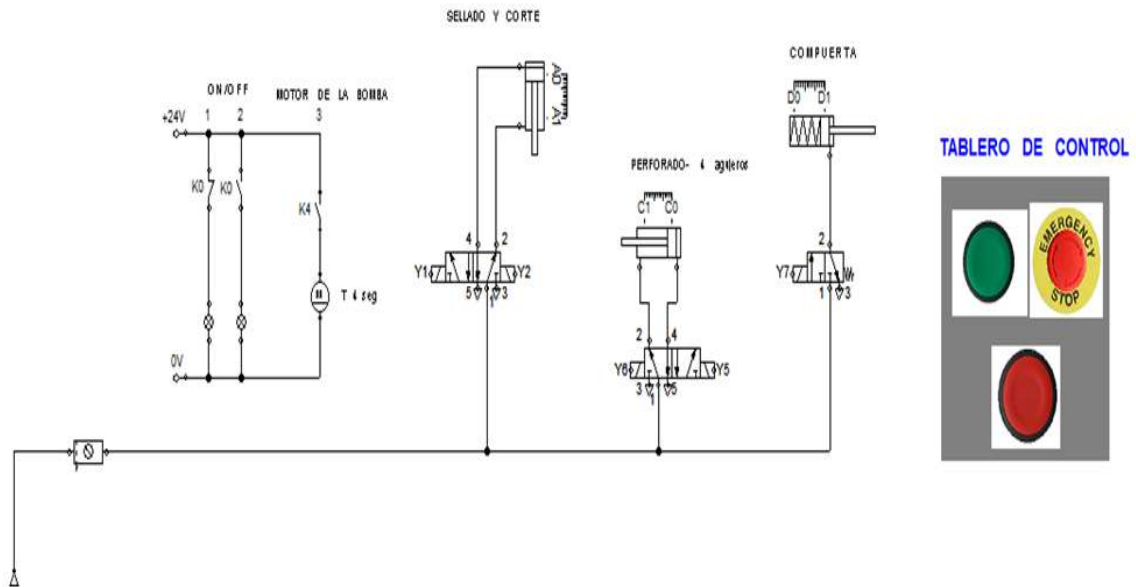 SELLADO Y CORTE
COMPUERTA
ON/OFF
MOTOR DE LA BOMBA
1 2 3
+24V
K0 K0
K4
T 4 seg
0V
A0
A1
4 2
Y1 Y2
5 1 3
PERFORADO- 4 agujeros
C1 C0
2 4
Y6 Y5
3 1 5
D0 D1
2
Y7
1 3
TABLERO DE CONTROL
EMERGENCY
STOP